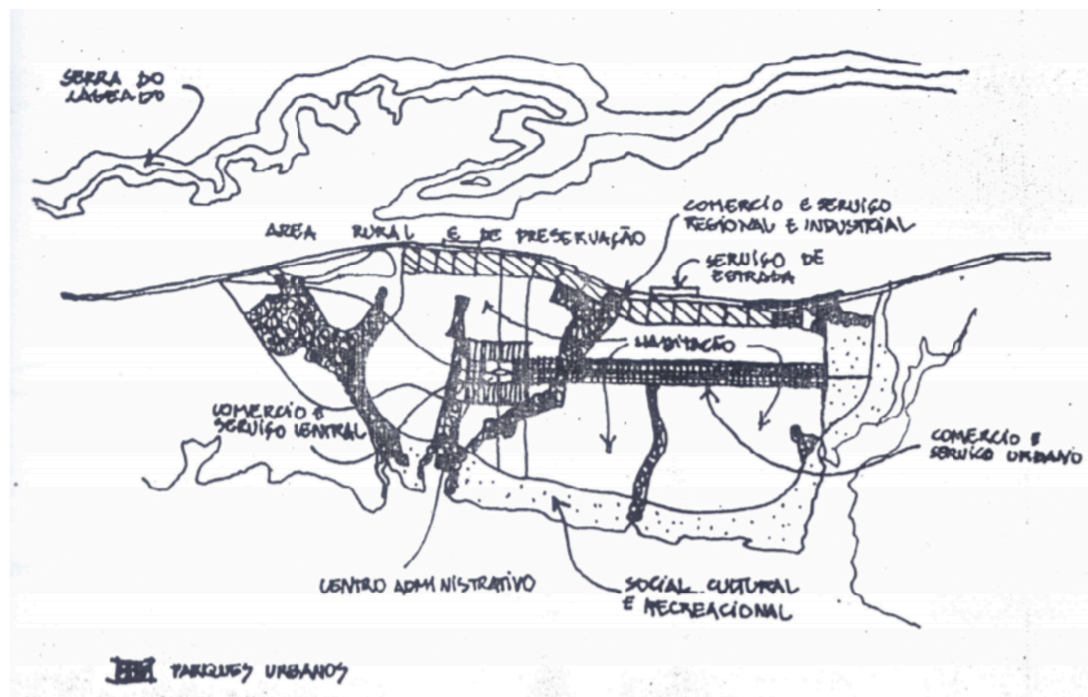 SERRA DO
LAGEADO
COMERCIO E SERVIÇO
REGIONAL E INDUSTRIAL
AREA RURAL E DE PRESERVAÇÃO
SERVIÇO DE
ESTRADA
HABITAÇÃO
COMERCIO E
SERVIÇO CENTRAL
COMERCIO E
SERVICO URBANO
CENTRO ADMINISTRATIVO
SOCIAL CULTURAL
E RECREACIONAL
PARQUES URBANOS